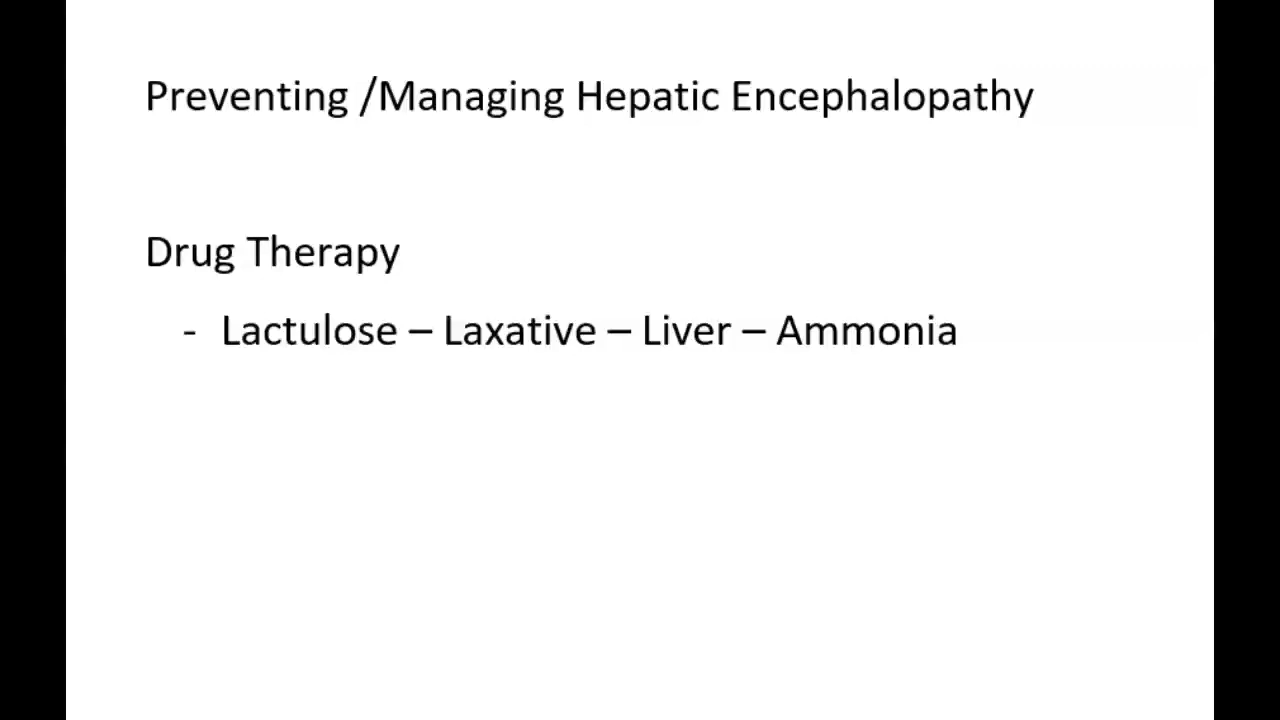 Preventing /Managing Hepatic Encephalopathy
Drug Therapy
- Lactulose – Laxative – Liver – Ammonia